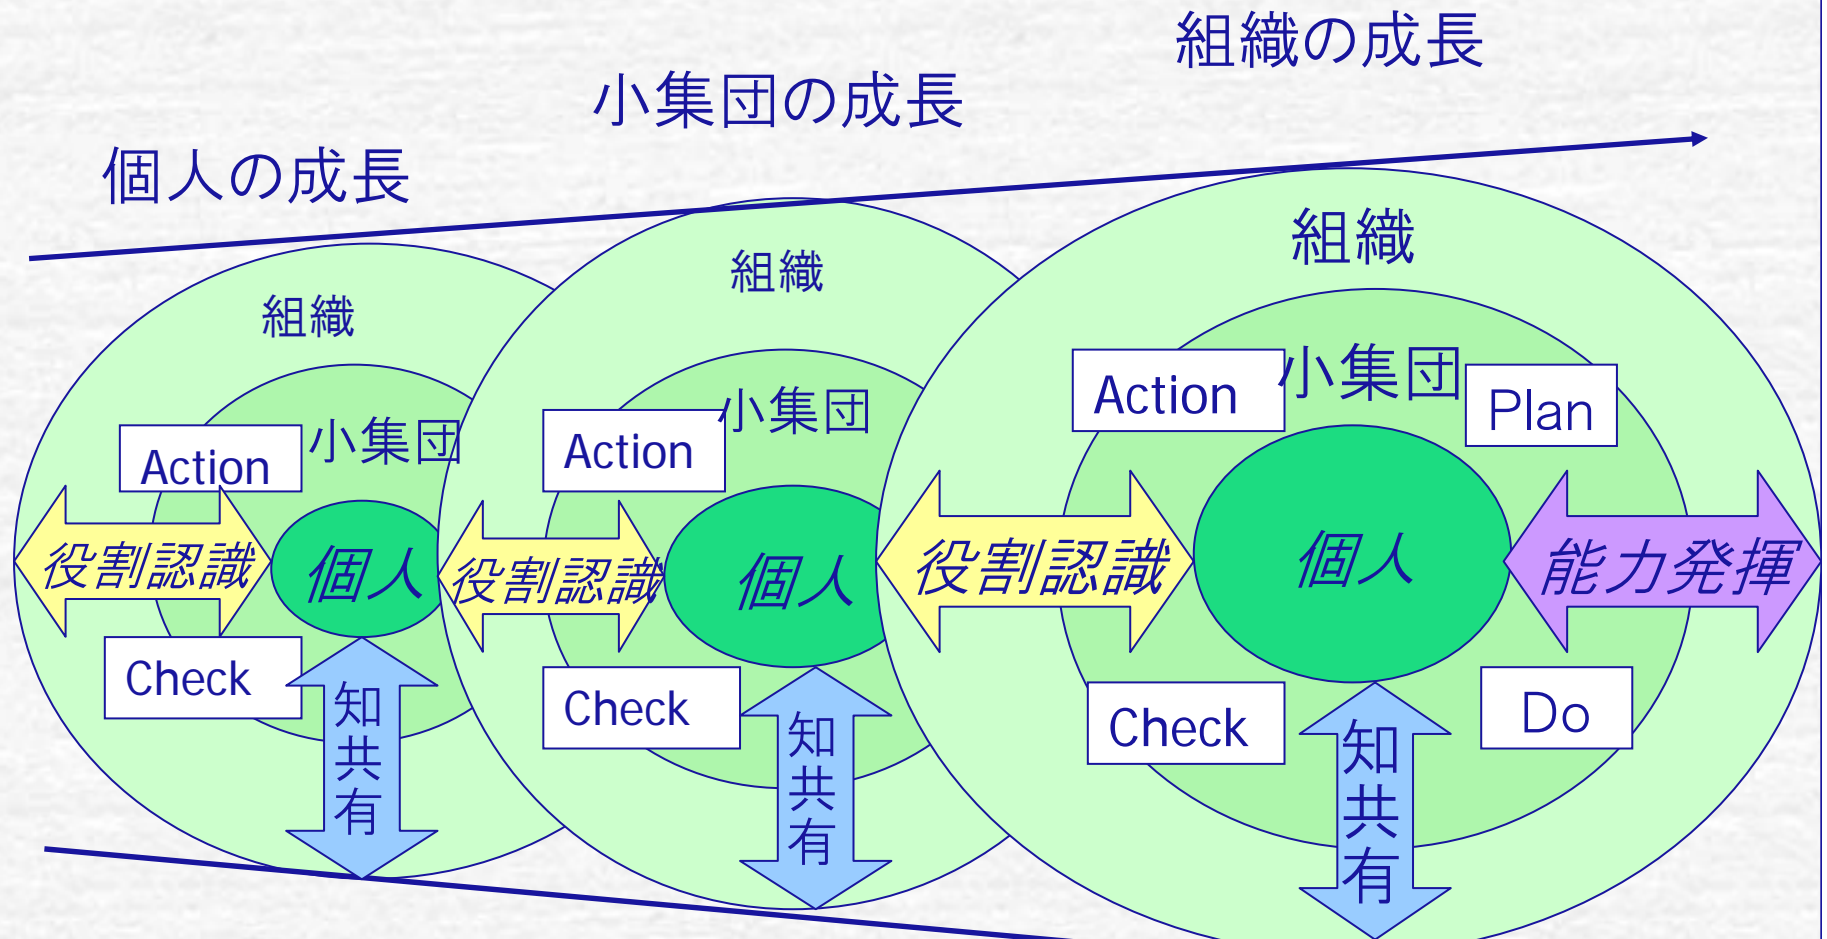 組織の成長
小集団の成長
個人の成長
組織
小集団
Action
役割認識
個人
Check
知共有
組織
小集団
Action
役割認識
個人
Check
知共有
組織
小集団
Action
Plan
役割認識
個人
能力発揮
Check
Do
知共有